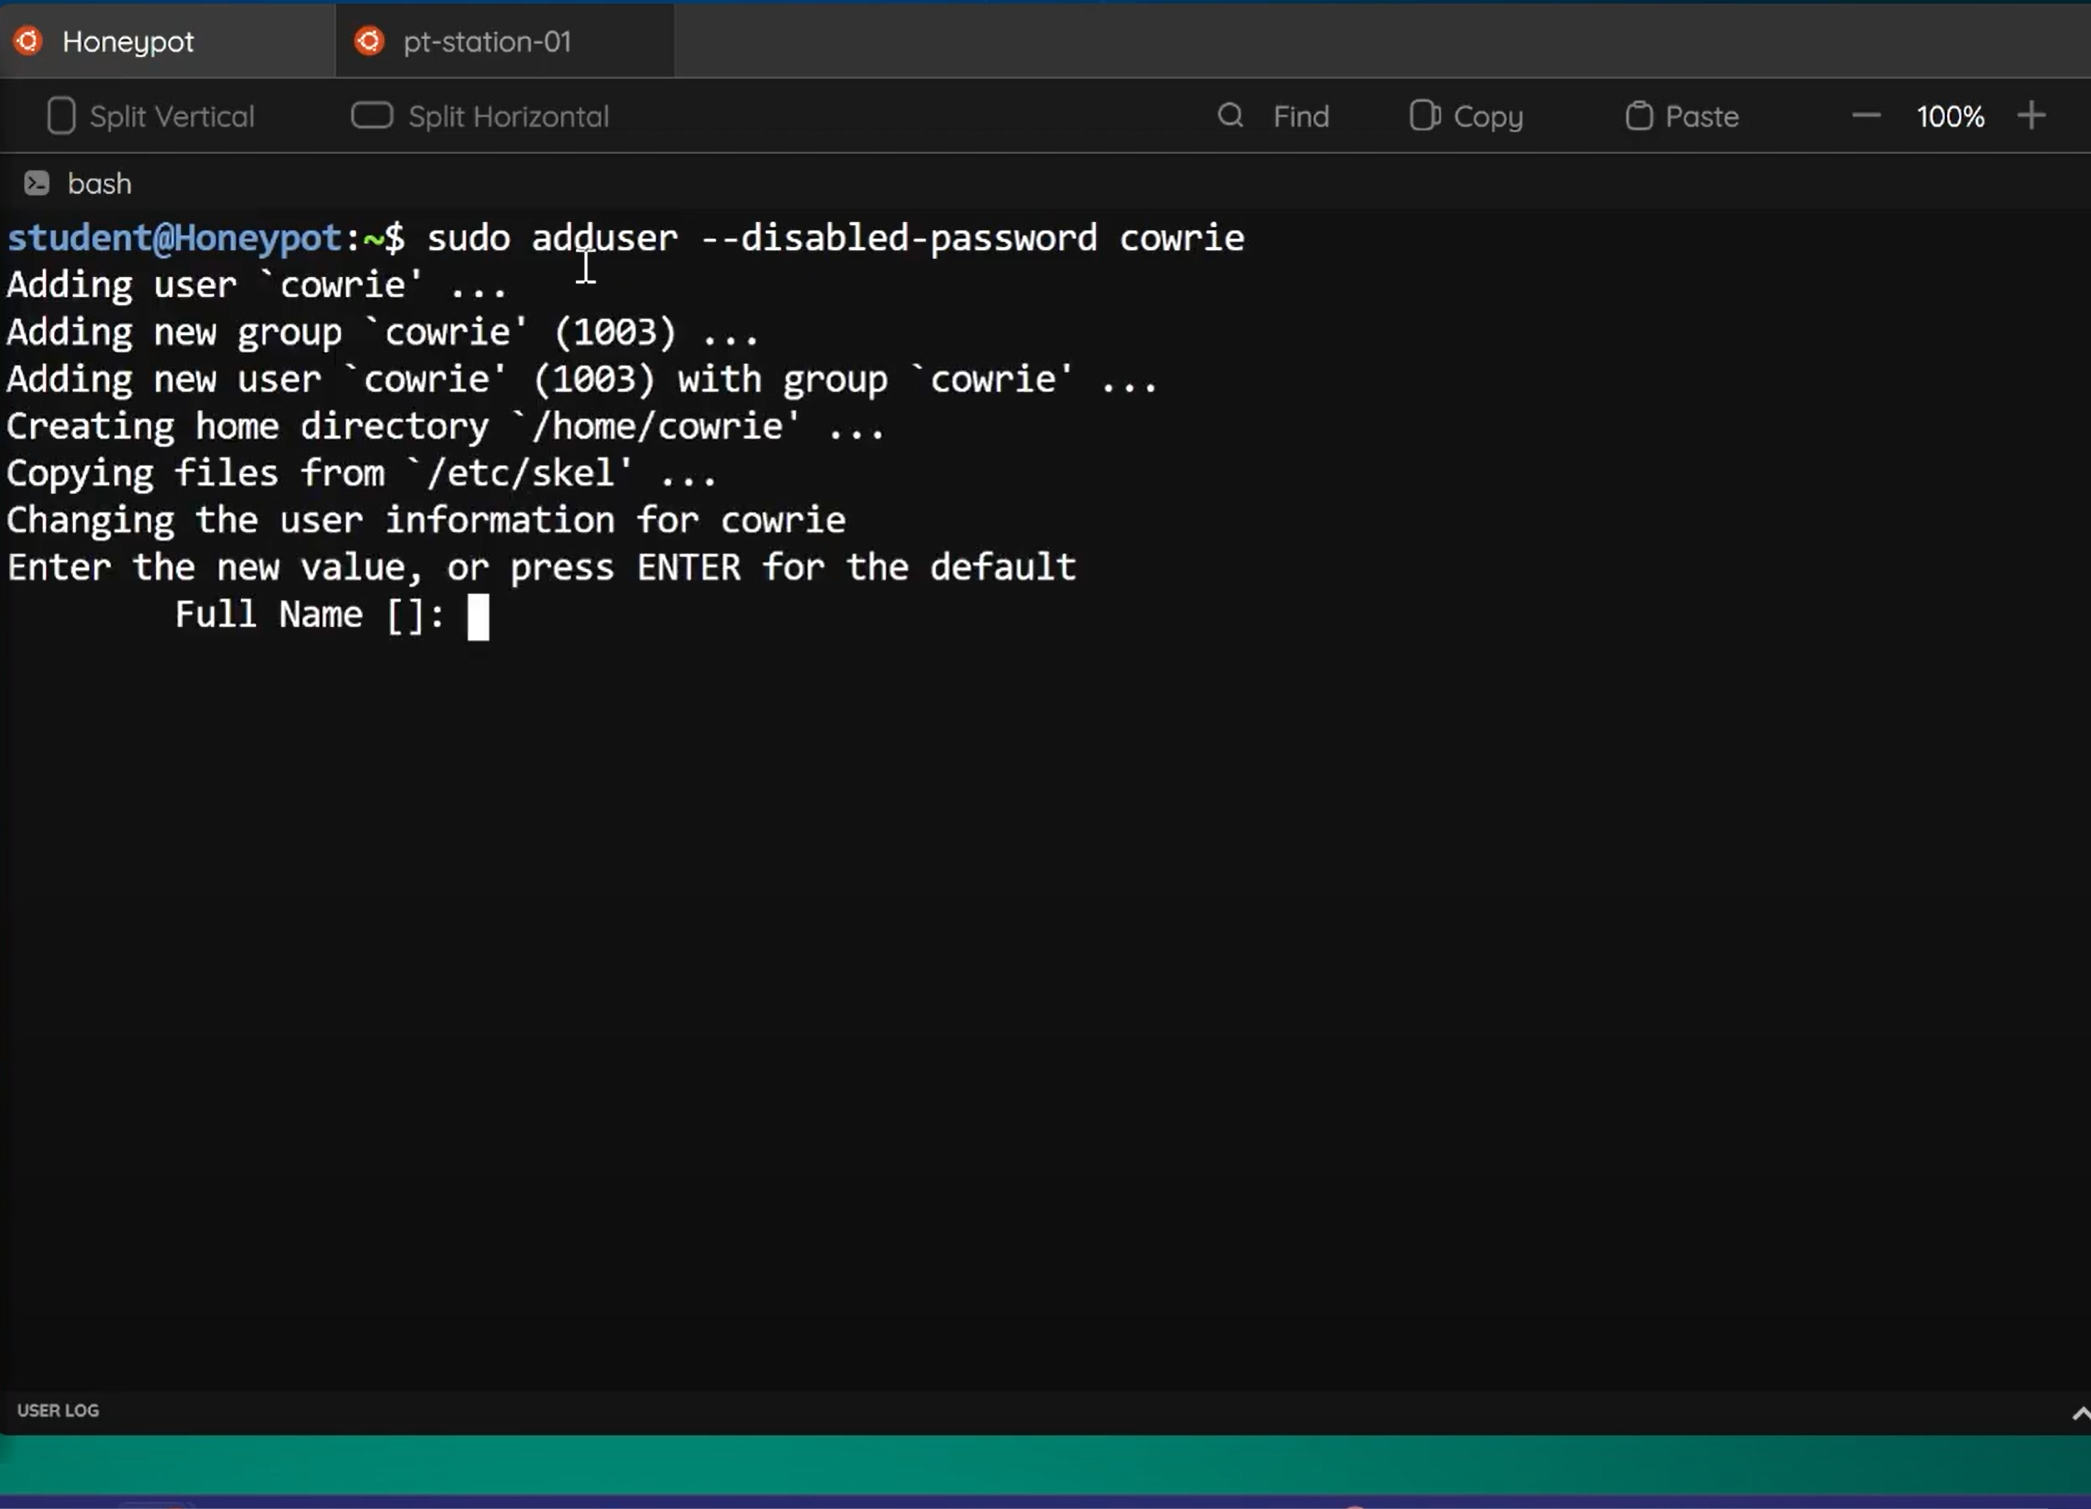 Honeypot pt-station-01
Split Vertical Split Horizontal Find Copy Paste 100%
bash
student@Honeypot:~$ sudo adduser --disabled-password cowrie
Adding user `cowrie' ...
Adding new group `cowrie' (1003) ...
Adding new user `cowrie' (1003) with group `cowrie' ...
Creating home directory `/home/cowrie' ...
Copying files from `/etc/skel' ...
Changing the user information for cowrie
Enter the new value, or press ENTER for the default
Full Name []:
USER LOG